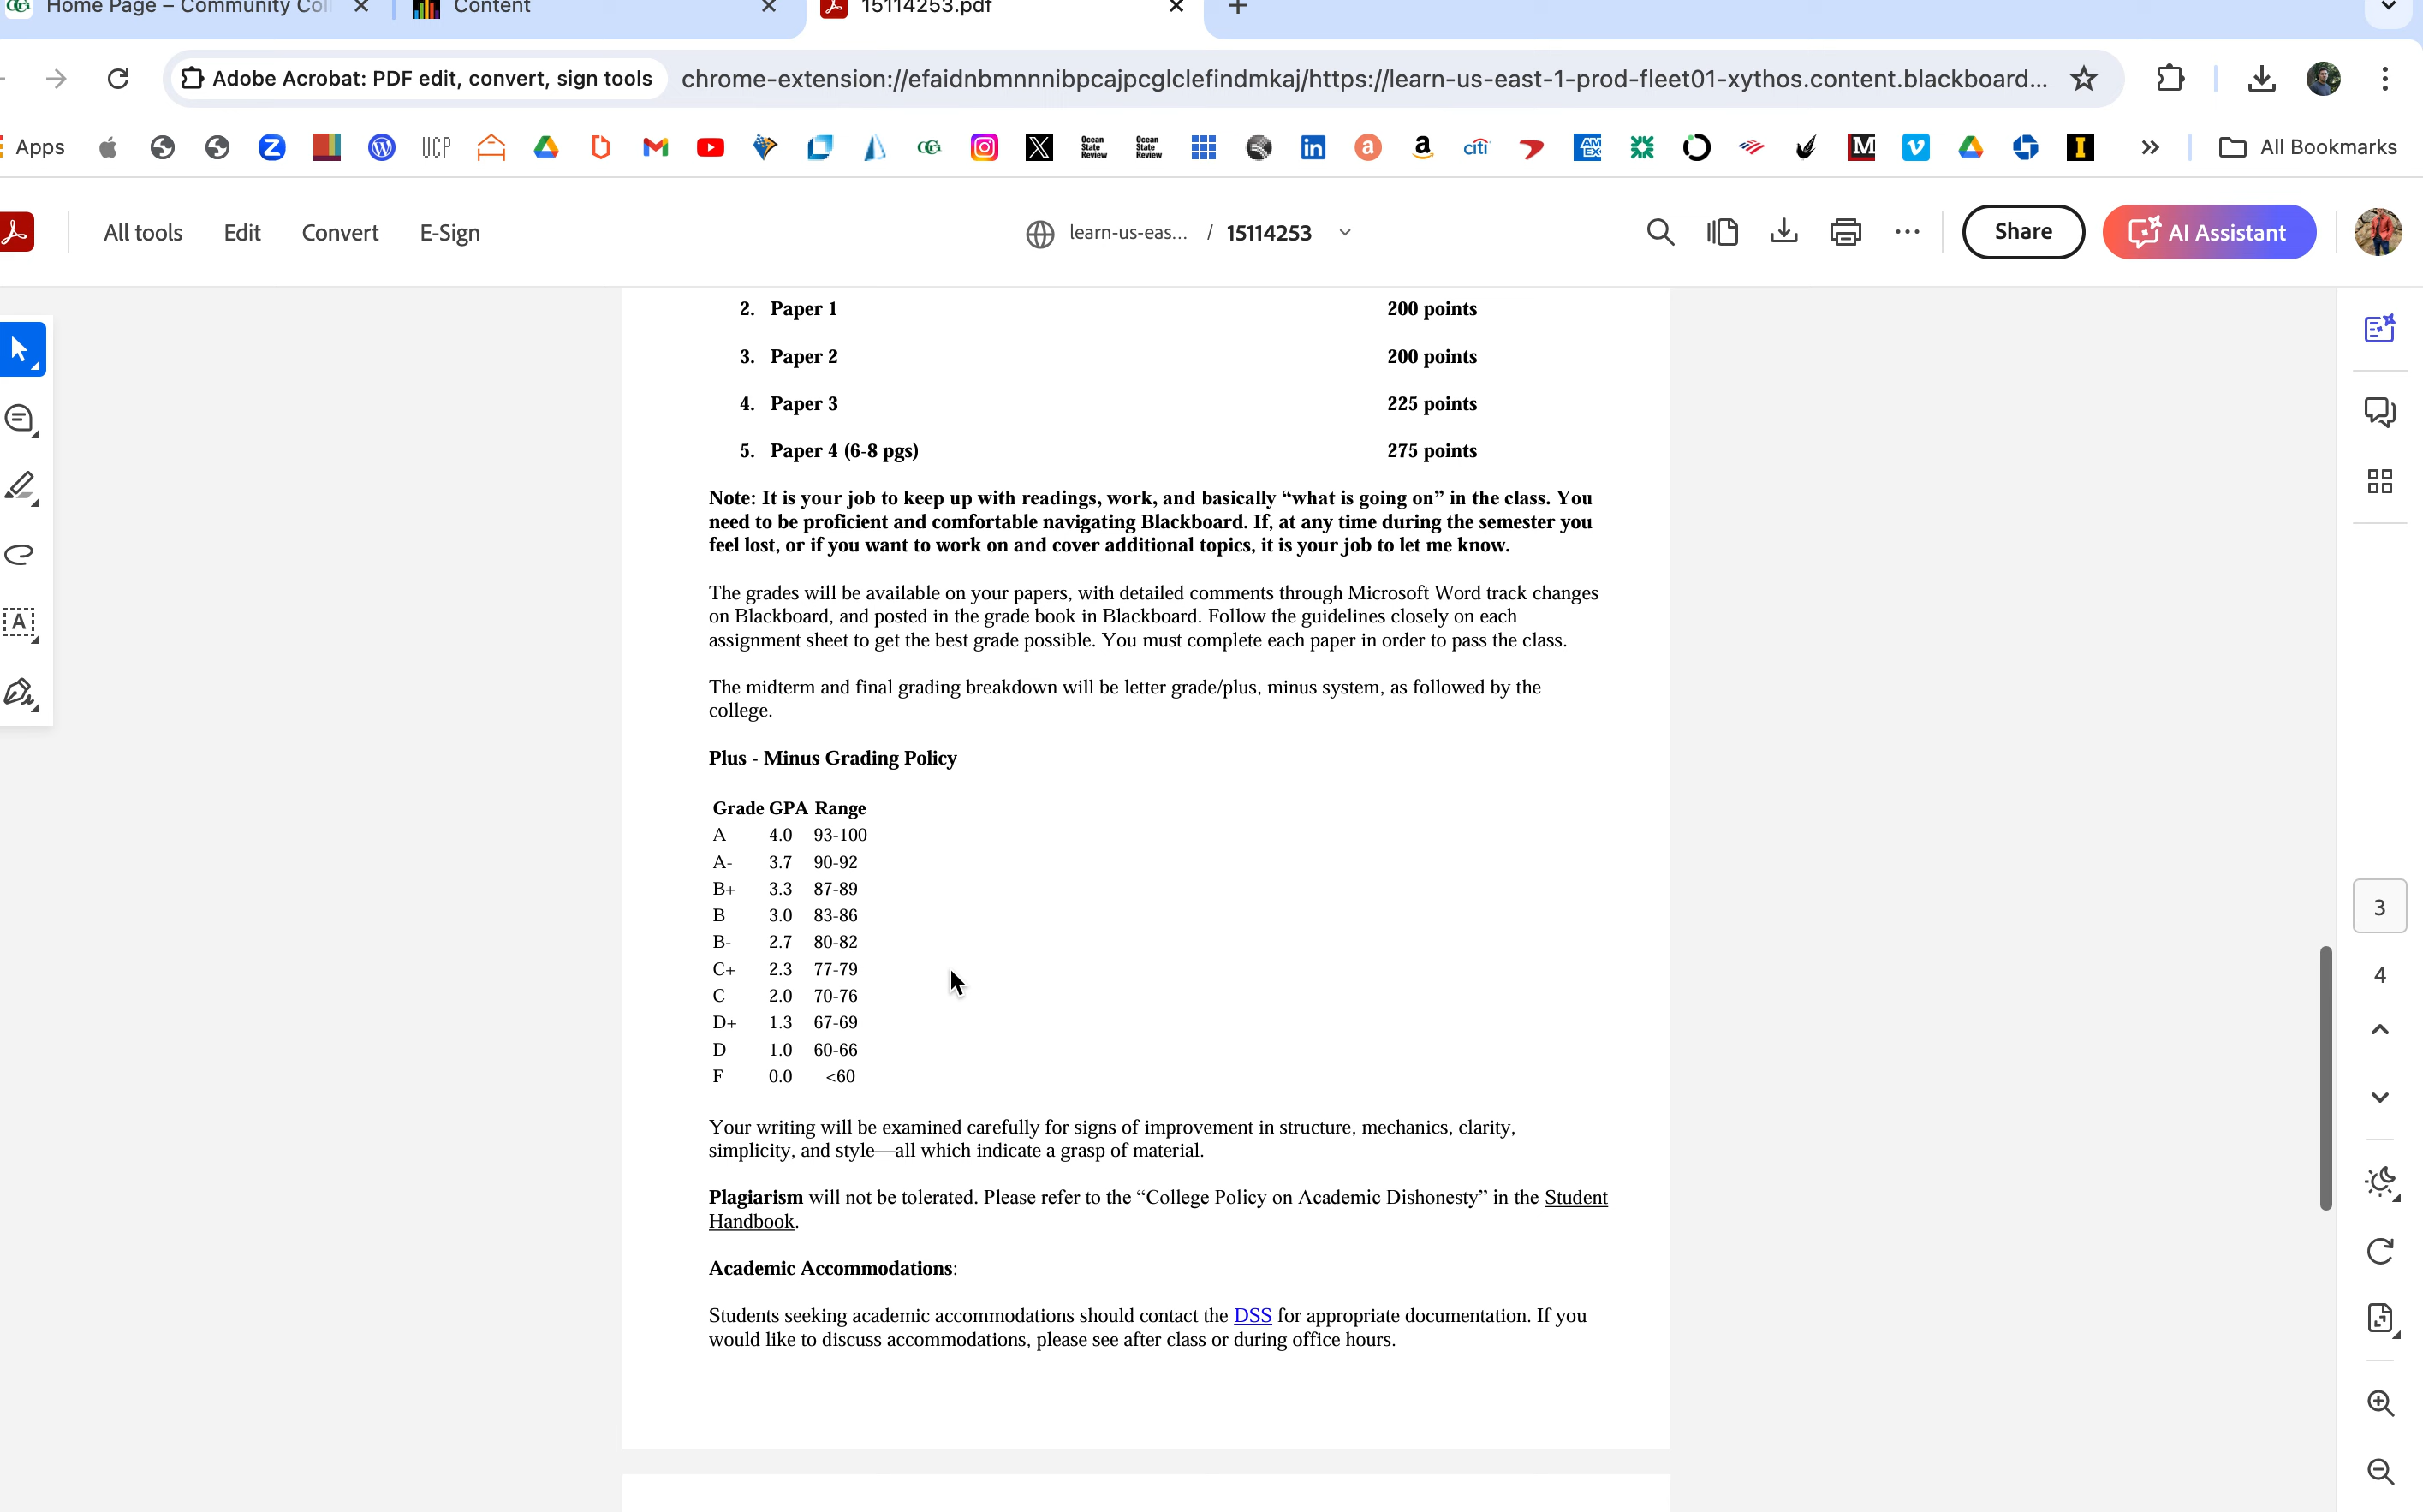 Home Page – Community Col
Content
15114253.pdf
Adobe Acrobat: PDF edit, convert, sign tools
chrome-extension://efaidnbmnnnibpcajpcglclefindmkaj/https://learn-us-east-1-prod-fleet01-xythos.content.blackboard...
Apps
UCP
Ocean State Review
Ocean State Review
citi
AM EX
All Bookmarks
All tools
Edit
Convert
E-Sign
learn-us-eas... / 15114253
Share
AI Assistant
2. Paper 1 200 points
3. Paper 2 200 points
4. Paper 3 225 points
5. Paper 4 (6-8 pgs) 275 points
Note: It is your job to keep up with readings, work, and basically “what is going on” in the class. You
need to be proficient and comfortable navigating Blackboard. If, at any time during the semester you
feel lost, or if you want to work on and cover additional topics, it is your job to let me know.
The grades will be available on your papers, with detailed comments through Microsoft Word track changes
on Blackboard, and posted in the grade book in Blackboard. Follow the guidelines closely on each
assignment sheet to get the best grade possible. You must complete each paper in order to pass the class.
The midterm and final grading breakdown will be letter grade/plus, minus system, as followed by the
college.
Plus - Minus Grading Policy
Grade GPA Range
A 4.0 93-100
A- 3.7 90-92
B+ 3.3 87-89
B 3.0 83-86
B- 2.7 80-82
C+ 2.3 77-79
C 2.0 70-76
D+ 1.3 67-69
D 1.0 60-66
F 0.0 <60
Your writing will be examined carefully for signs of improvement in structure, mechanics, clarity,
simplicity, and style—all which indicate a grasp of material.
Plagiarism will not be tolerated. Please refer to the “College Policy on Academic Dishonesty” in the Student
Handbook.
Academic Accommodations:
Students seeking academic accommodations should contact the DSS for appropriate documentation. If you
would like to discuss accommodations, please see after class or during office hours.
3
4